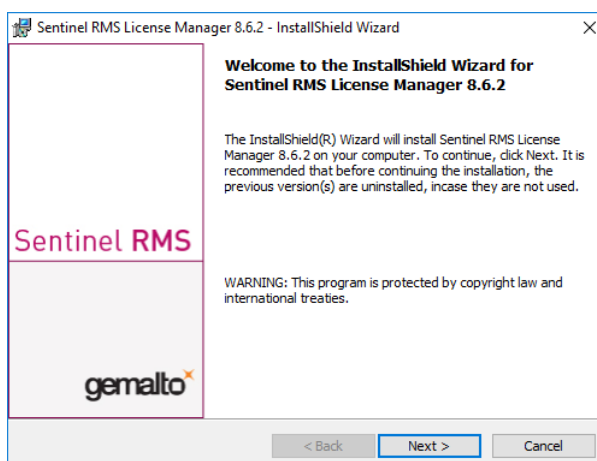 Sentinel RMS License Manager 8.6.2 - InstallShield Wizard
Welcome to the InstallShield Wizard for
Sentinel RMS License Manager 8.6.2
The InstallShield(R) Wizard will install Sentinel RMS License
Manager 8.6.2 on your computer. To continue, click Next. It is
recommended that before continuing the installation, the
previous version(s) are uninstalled, incase they are not used.
Sentinel RMS
WARNING: This program is protected by copyright law and
international treaties.
gemalto
< Back
Next >
Cancel